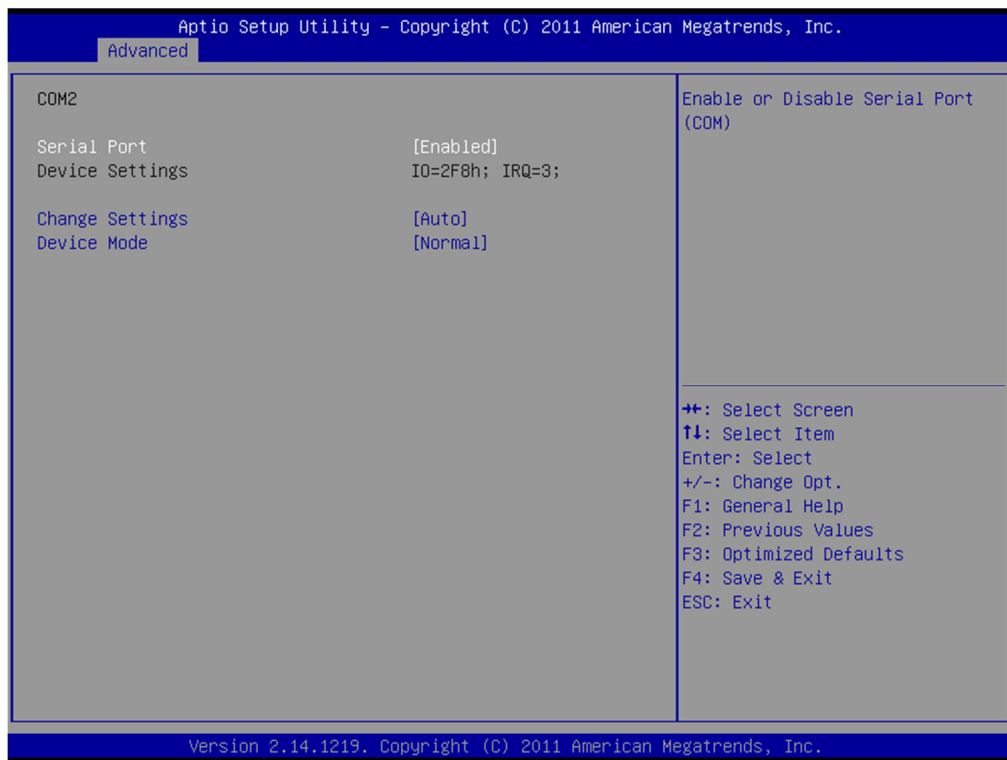 Aptio Setup Utility – Copyright (C) 2011 American Megatrends, Inc.
Advanced
COM2
Serial Port [Enabled]
Device Settings IO=2F8h; IRQ=3;
Change Settings [Auto]
Device Mode [Normal]
Enable or Disable Serial Port
(COM)
→←: Select Screen
↑↓: Select Item
Enter: Select
+/-: Change Opt.
F1: General Help
F2: Previous Values
F3: Optimized Defaults
F4: Save & Exit
ESC: Exit
Version 2.14.1219. Copyright (C) 2011 American Megatrends, Inc.